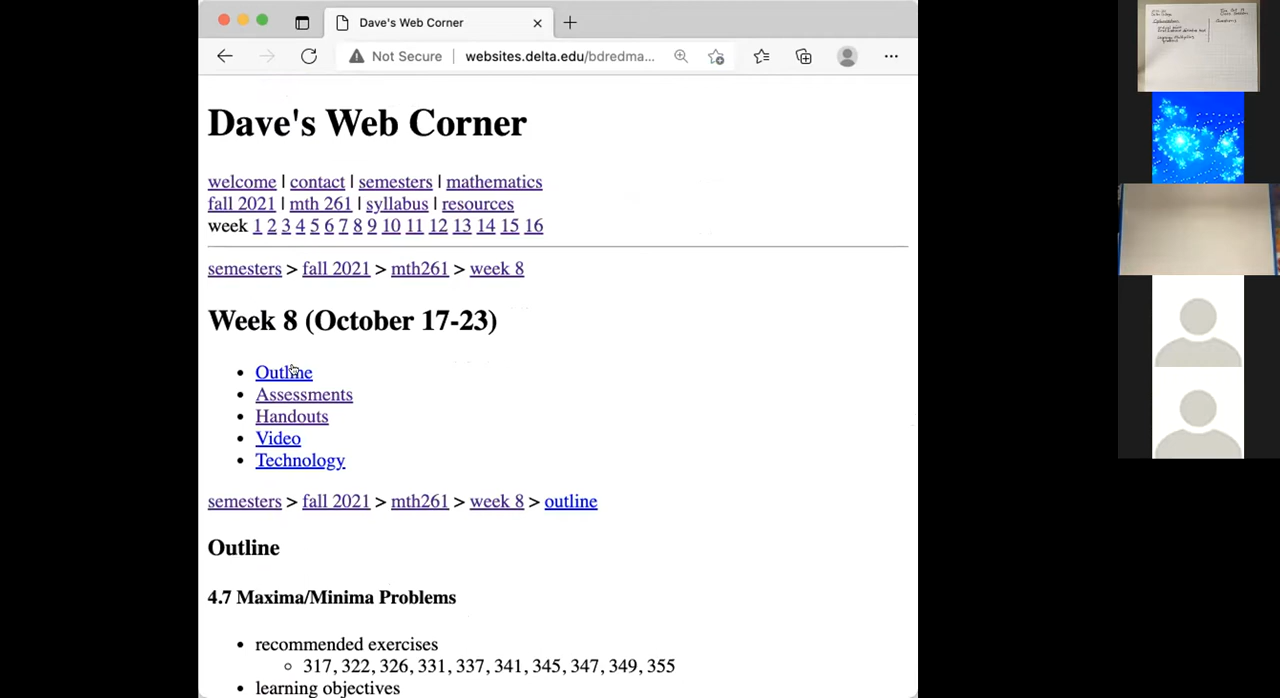 Dave's Web Corner
Not Secure | websites.delta.edu/bdredma...
Dave's Web Corner
welcome | contact | semesters | mathematics
fall 2021 | mth 261 | syllabus | resources
week 1 2 3 4 5 6 7 8 9 10 11 12 13 14 15 16
semesters > fall 2021 > mth261 > week 8
Week 8 (October 17-23)
Outline
Assessments
Handouts
Video
Technology
semesters > fall 2021 > mth261 > week 8 > outline
Outline
4.7 Maxima/Minima Problems
recommended exercises
317, 322, 326, 331, 337, 341, 345, 347, 349, 355
learning objectives